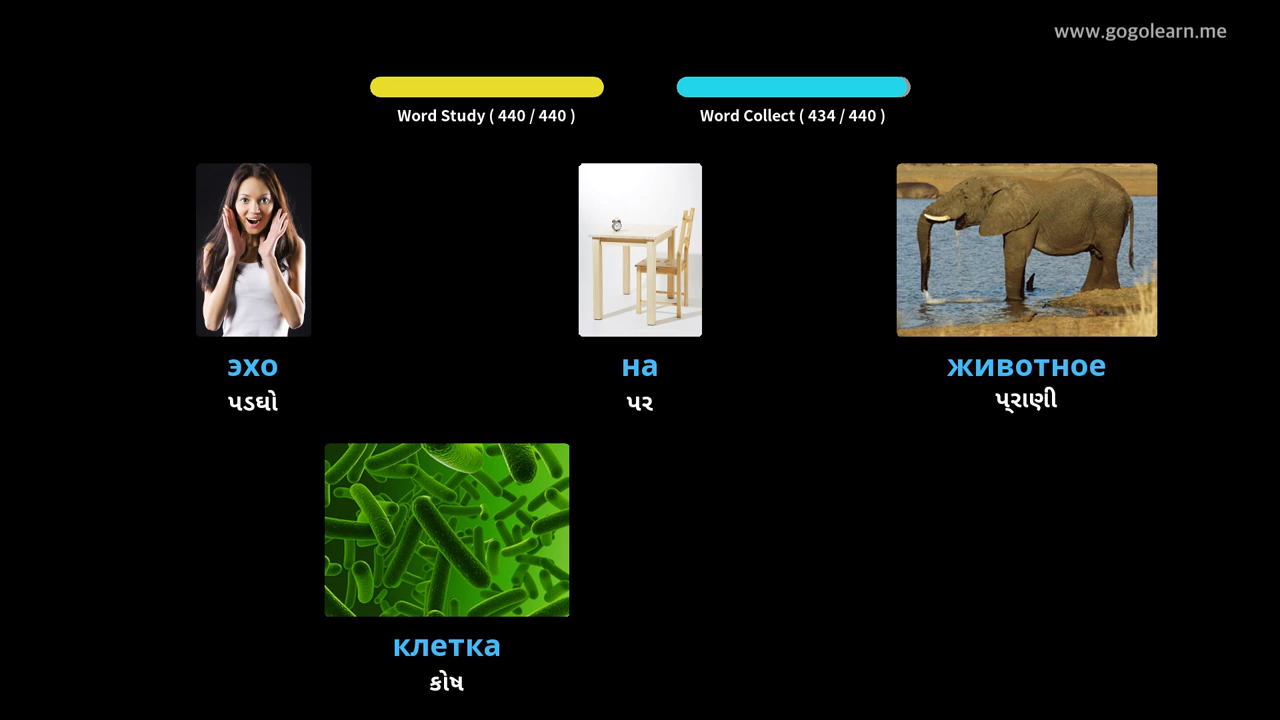 www.gogolearn.me
Word Study ( 440 / 440 )
Word Collect ( 434 / 440 )
эхо
на
животное
પડઘો
પર
પ્રાણી
клетка
કોષ